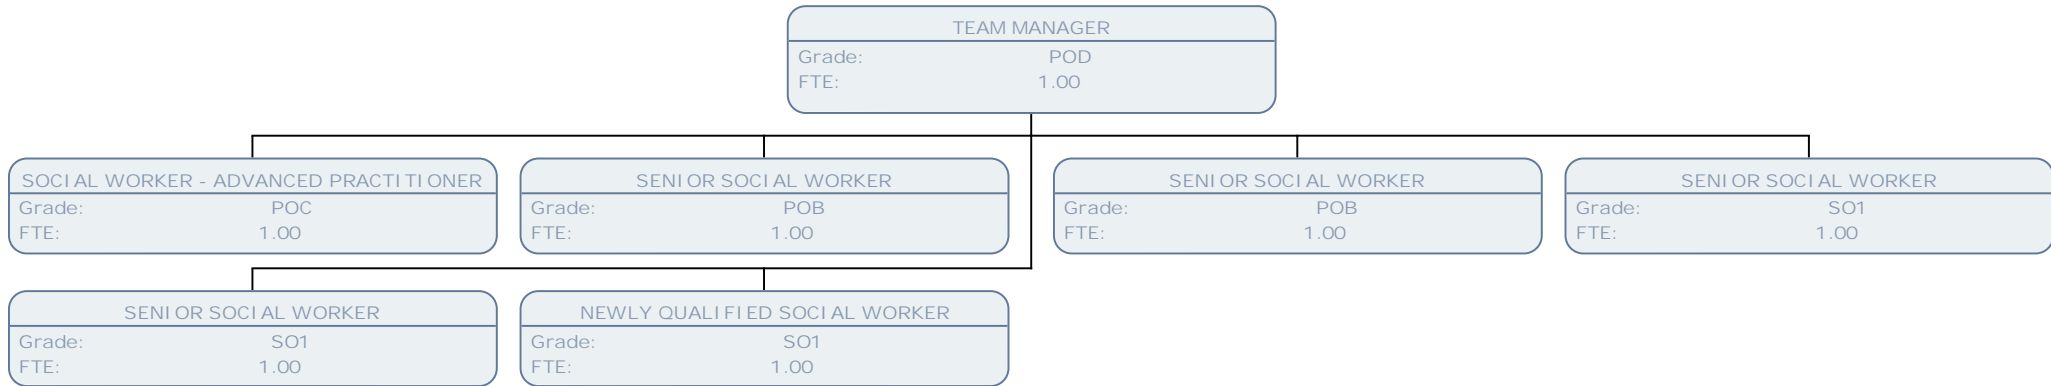 TEAM MANAGER
Grade: POD
FTE: 1.00
SOCIAL WORKER - ADVANCED PRACTITIONER
Grade: POC
FTE: 1.00
SENIOR SOCIAL WORKER
Grade: POB
FTE: 1.00
SENIOR SOCIAL WORKER
Grade: POB
FTE: 1.00
SENIOR SOCIAL WORKER
Grade: SO1
FTE: 1.00
SENIOR SOCIAL WORKER
Grade: SO1
FTE: 1.00
NEWLY QUALIFIED SOCIAL WORKER
Grade: SO1
FTE: 1.00